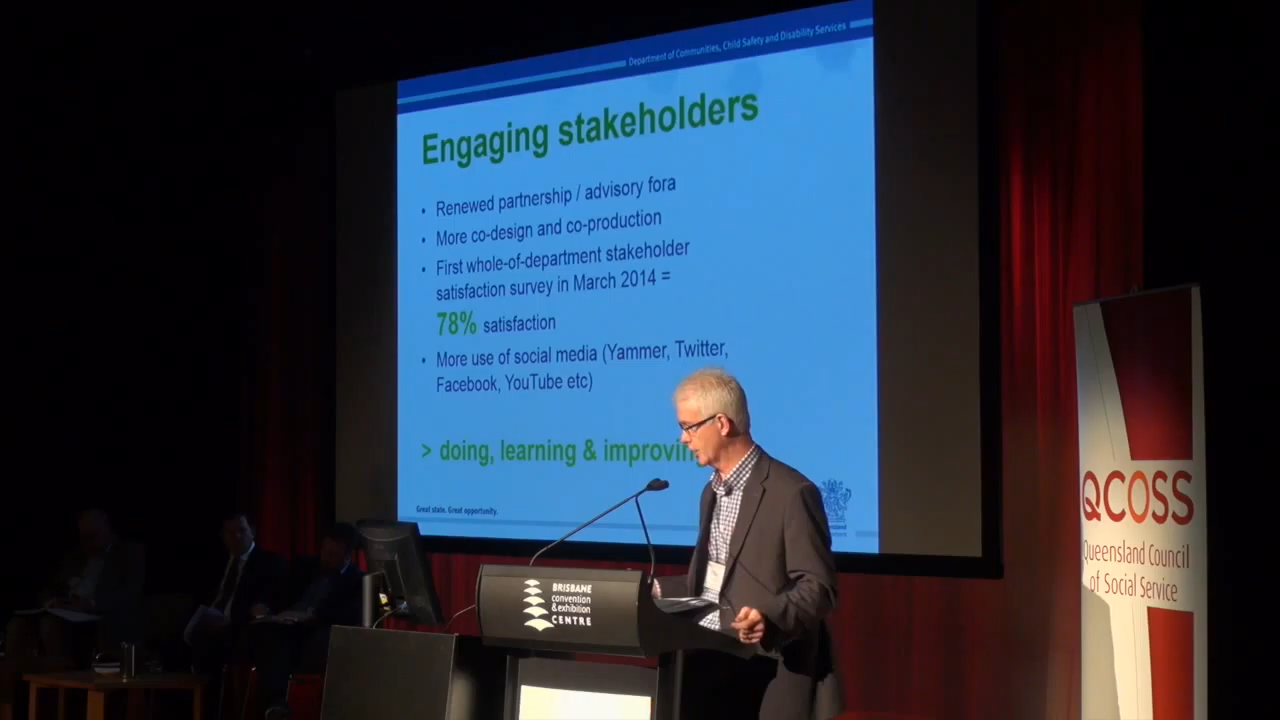 Department of Communities, Child Safety and Disability Services
Engaging stakeholders
• Renewed partnership / advisory fora
• More co-design and co-production
• First whole-of-department stakeholder
satisfaction survey in March 2014 =
78% satisfaction
• More use of social media (Yammer, Twitter,
Facebook, YouTube etc)
> doing, learning & improving
Great state. Great opportunity.
BRISBANE
convention
& exhibition
CENTRE
QCOSS
Queensland Council
of Social Service